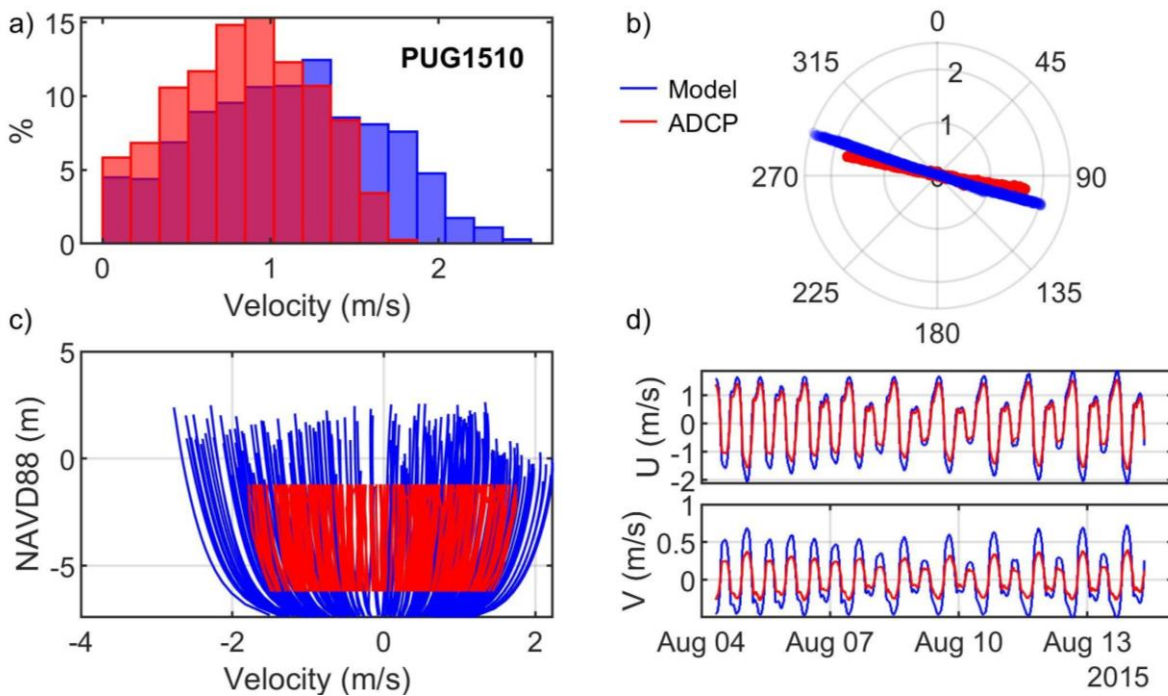 a)
15
10
5
0
%
PUG1510
0
1
2
Velocity (m/s)
b)
Model
ADCP
0
45
90
135
180
225
270
315
2
1
0
c)
5
0
-5
NAVD88 (m)
-4
-2
0
2
Velocity (m/s)
d)
1
0
-1
-2
U (m/s)
1
0.5
0
V (m/s)
Aug 04
Aug 07
Aug 10
Aug 13
2015